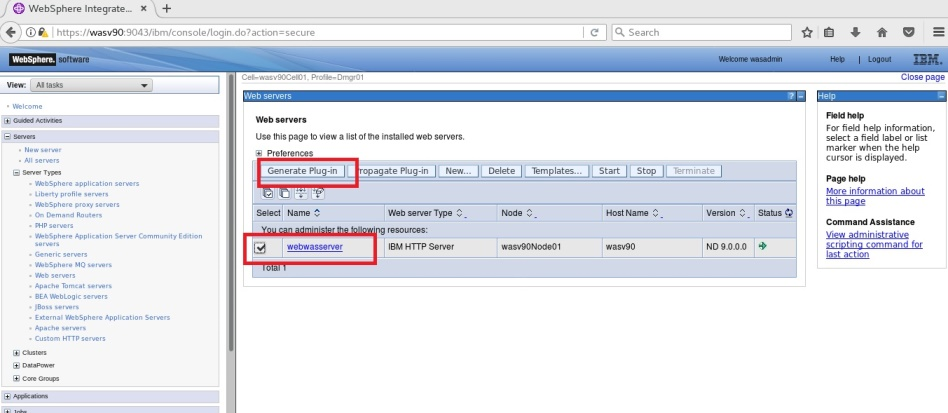 WebSphere Integrate...
https://wasv90:9043/ibm/console/login.do?action=secure
Search
WebSphere. software
Welcome wasadmin
Help
Logout
IBM.
View: All tasks
Cell=wasv90Cell01, Profile=Dmgr01
Close page
Welcome
Guided Activities
Servers
New server
All servers
Server Types
WebSphere application servers
Liberty profile servers
WebSphere proxy servers
On Demand Routers
PHP servers
WebSphere Application Server Community Edition
servers
Generic servers
WebSphere MQ servers
Web servers
Apache Tomcat servers
BEA WebLogic servers
JBoss servers
External WebSphere Application Servers
Apache servers
Custom HTTP servers
Clusters
DataPower
Core Groups
Applications
Jobs
Web servers
Web servers
Use this page to view a list of the installed web servers.
Preferences
Generate Plug-in Propagate Plug-in New... Delete Templates... Start Stop Terminate
Select Name Web server Type Node Host Name Version Status
You can administer the following resources:
webwasserver IBM HTTP Server wasv90Node01 wasv90 ND 9.0.0.0
Total 1
Help
Field help
For field help information,
select a field label or list
marker when the help
cursor is displayed.
Page help
More information about
this page
Command Assistance
View administrative
scripting command for
last action